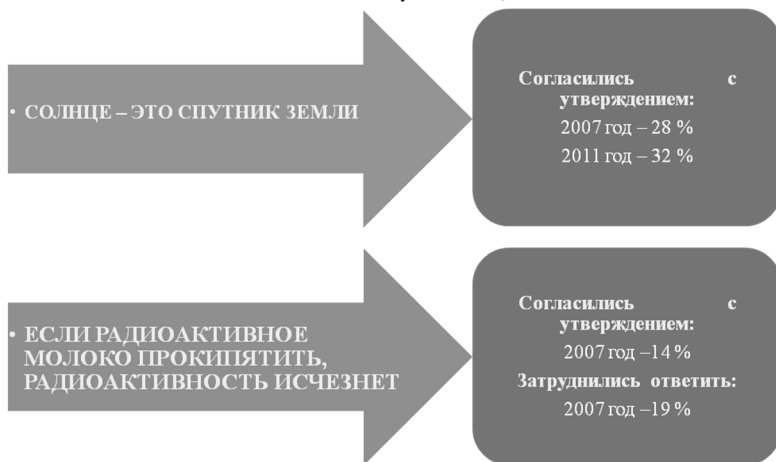 • СОЛНЦЕ – ЭТО СПУТНИК ЗЕМЛИ
Согласились с
утверждением:
2007 год – 28 %
2011 год – 32 %
• ЕСЛИ РАДИОАКТИВНОЕ
МОЛОКО ПРОКИПЯТИТЬ,
РАДИОАКТИВНОСТЬ ИСЧЕЗНЕТ
Согласились с
утверждением:
2007 год –14 %
Затруднились ответить:
2007 год –19 %